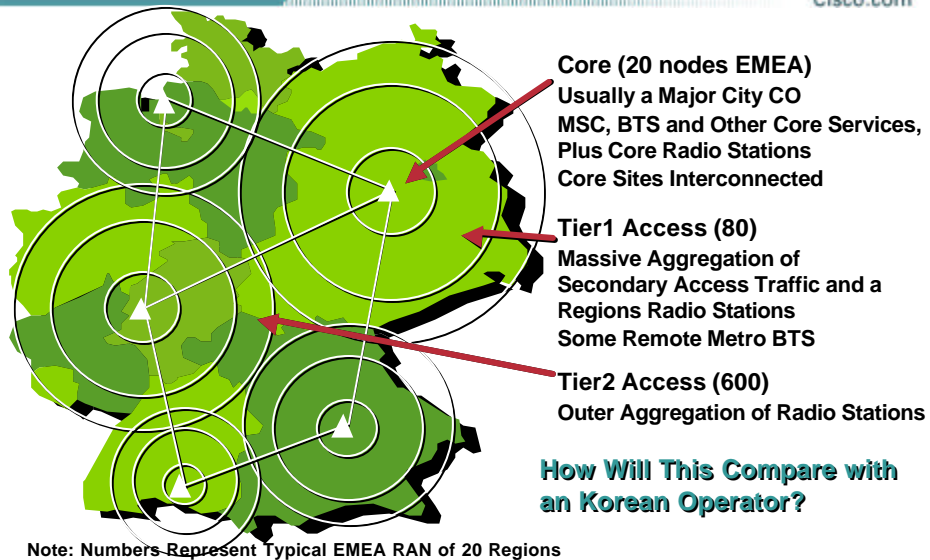 Cisco.com
Core (20 nodes EMEA)
Usually a Major City CO
MSC, BTS and Other Core Services,
Plus Core Radio Stations
Core Sites Interconnected
Tier1 Access (80)
Massive Aggregation of
Secondary Access Traffic and a
Regions Radio Stations
Some Remote Metro BTS
Tier2 Access (600)
Outer Aggregation of Radio Stations
How Will This Compare with
an Korean Operator?
Note: Numbers Represent Typical EMEA RAN of 20 Regions